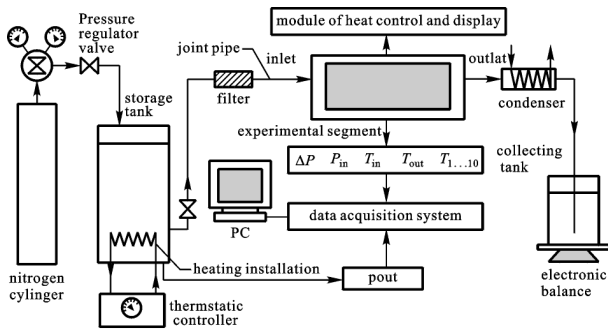 Pressure
regulator
valve
module of heat control and display
joint pipe
inlet
outlat
storage
tank
filter
condenser
experimental segment
ΔP P_in T_in T_out T_1…10
collecting
tank
data acquisition system
PC
heating installation
pout
nitrogen
cylinger
thermstatic
controller
electronic
balance